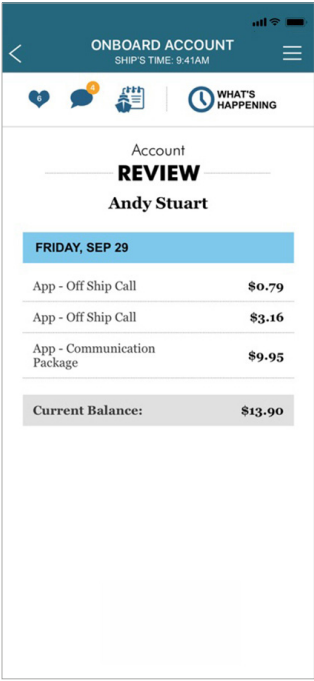 ONBOARD ACCOUNT
SHIP'S TIME: 9:41AM
6
4
WHAT'S
HAPPENING
Account
REVIEW
Andy Stuart
FRIDAY, SEP 29
App - Off Ship Call $0.79
App - Off Ship Call $3.16
App - Communication
Package $9.95
Current Balance: $13.90